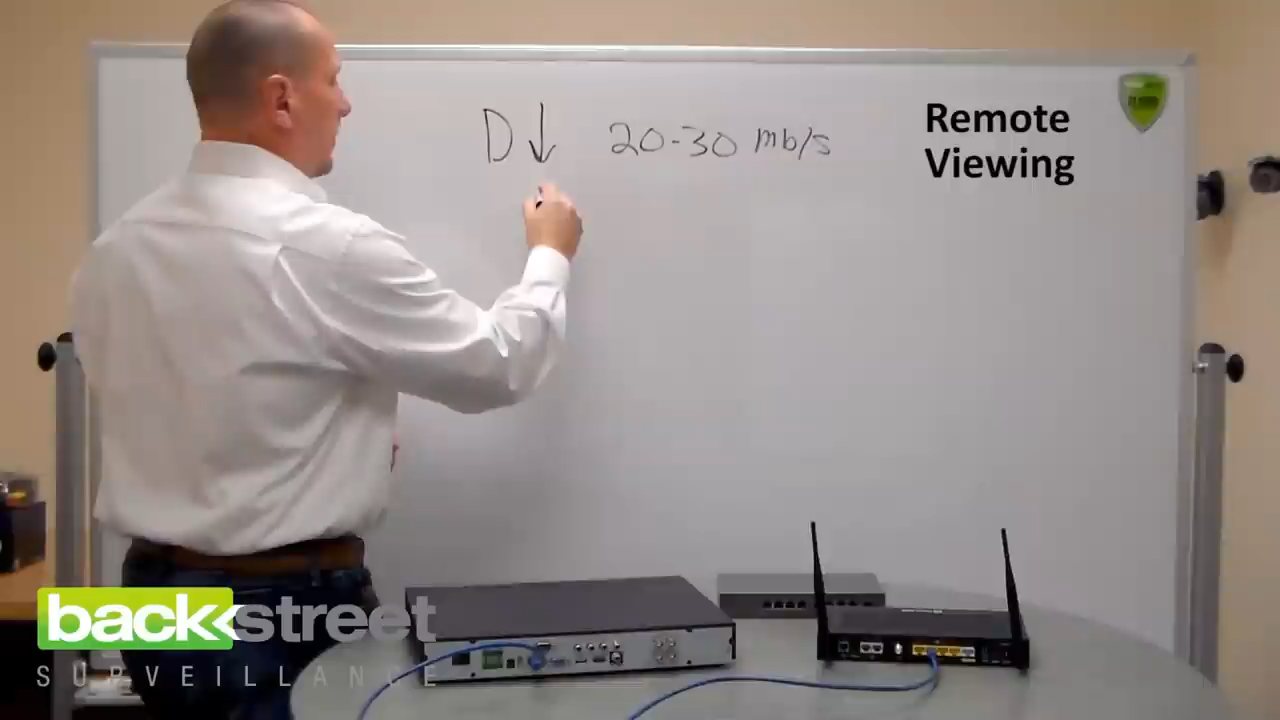 D↓ 20-30 mb/s
Remote
Viewing
backstreet
SURVEILLANCE